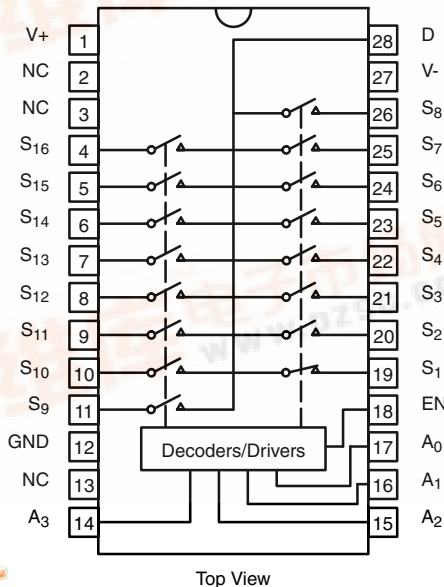 V+ 1 28 D
NC 2 27 V-
NC 3 26 S8
S16 4 25 S7
S15 5 24 S6
S14 6 23 S5
S13 7 22 S4
S12 8 21 S3
S11 9 20 S2
S10 10 19 S1
S9 11 18 EN
GND 12 Decoders/Drivers 17 A0
NC 13 16 A1
A3 14 15 A2
Top View